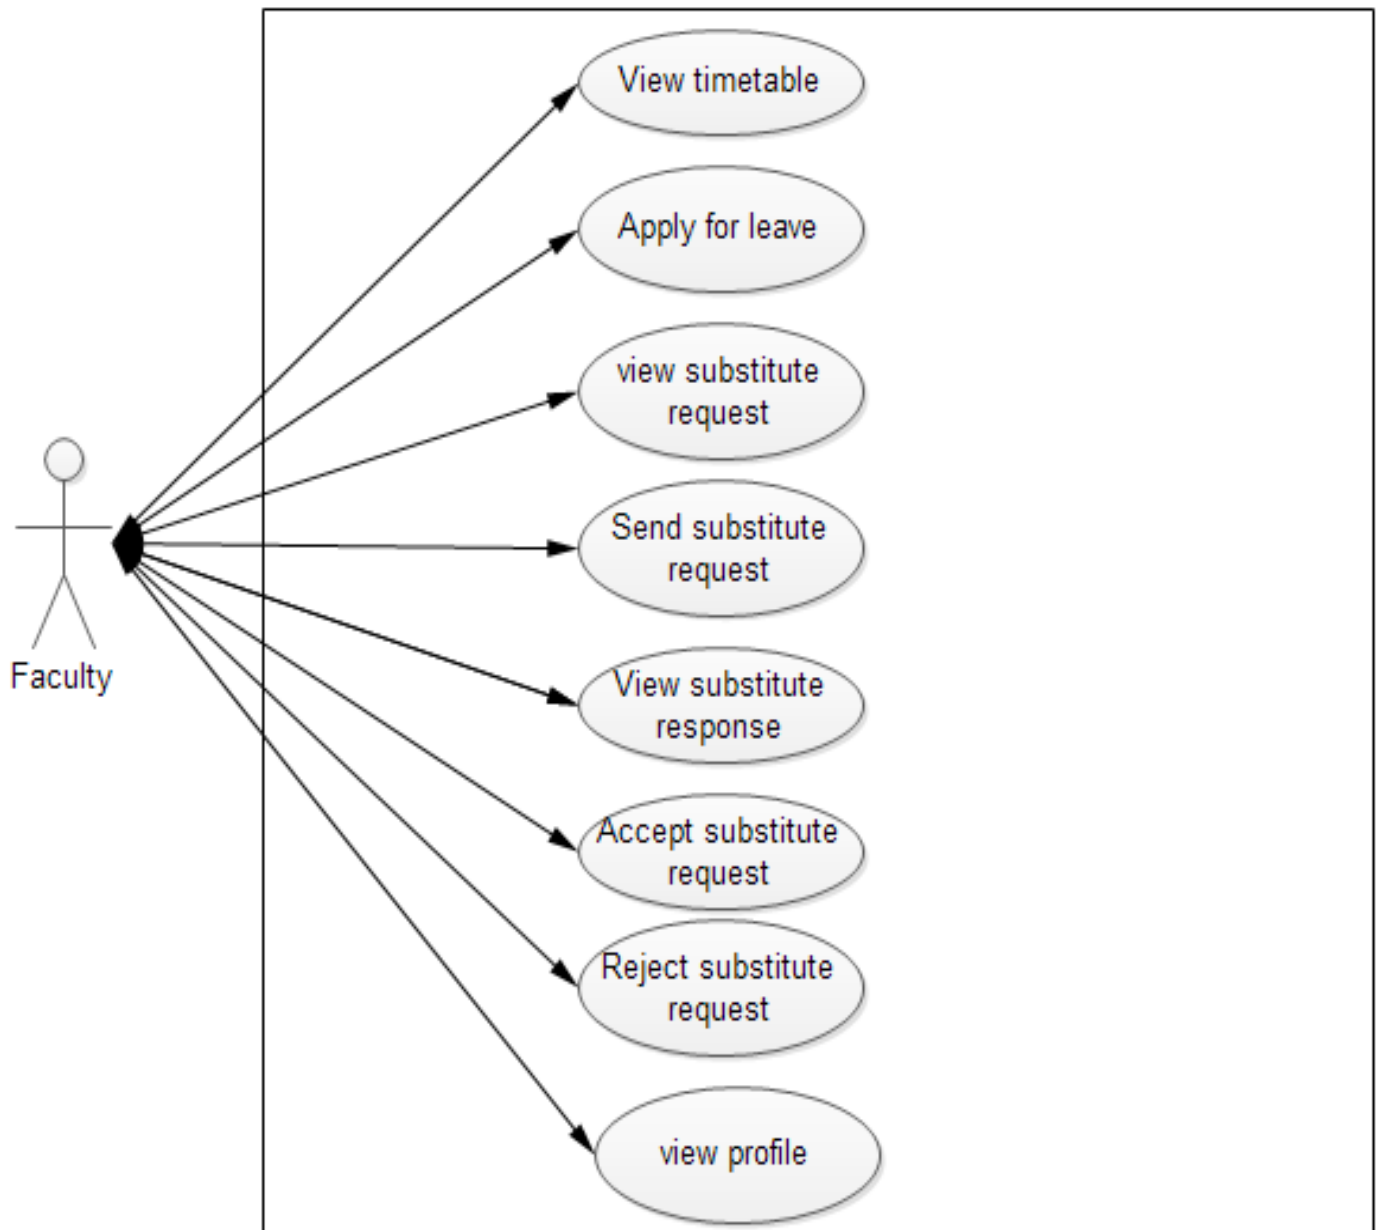 View timetable
Apply for leave
view substitute
request
Send substitute
request
Faculty
View substitute
response
Accept substitute
request
Reject substitute
request
view profile